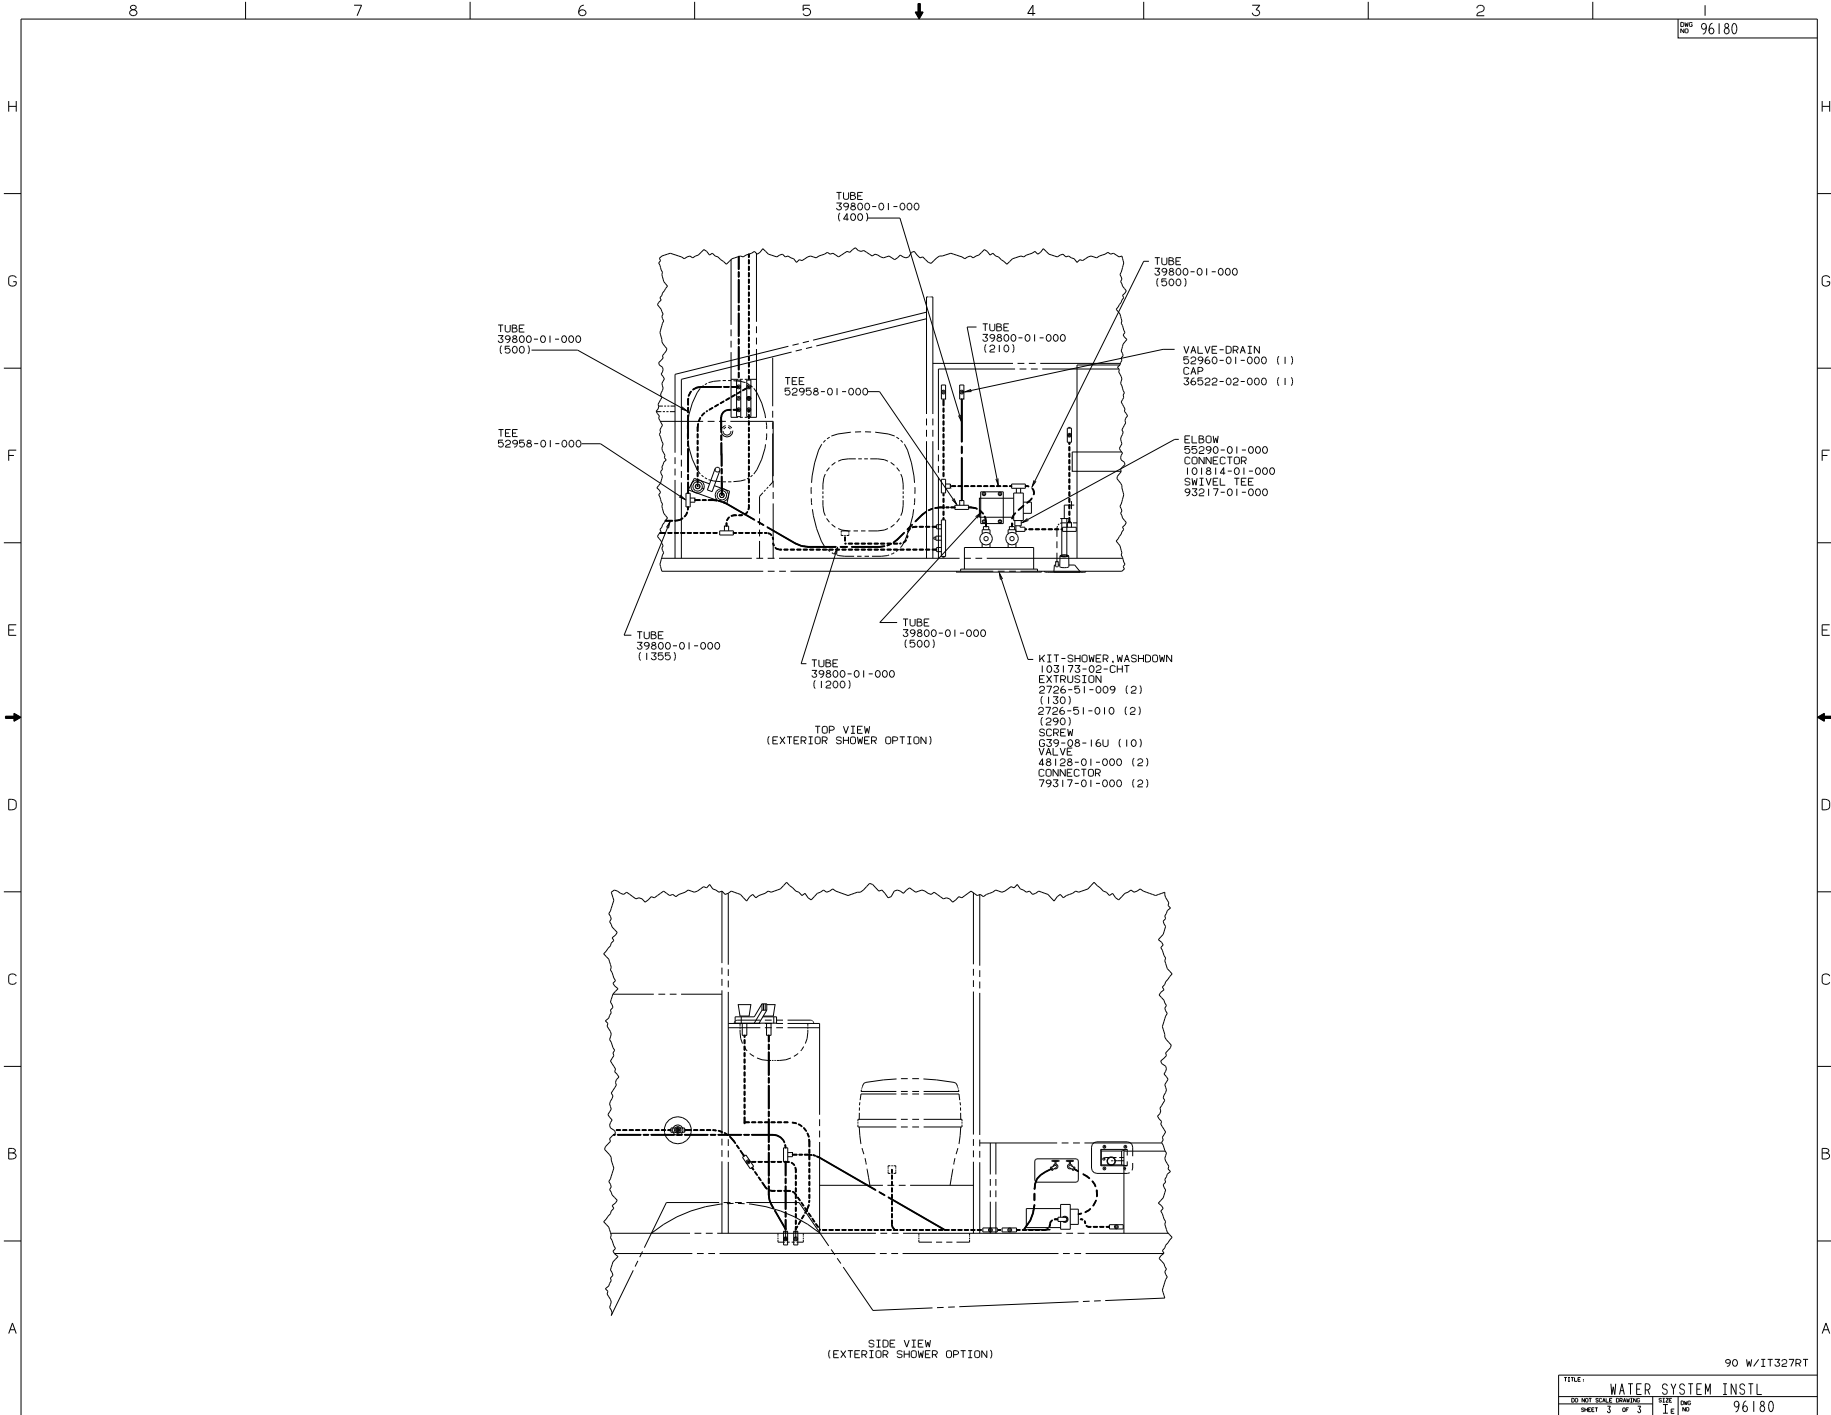 8 7 6 5 4 3 2 1
DWG NO 96180
H H
TUBE
39800-01-000
(400)
TUBE
39800-01-000
(500)
G G
TUBE
39800-01-000
(500)
TUBE
39800-01-000
(210)
VALVE-DRAIN
52960-01-000 (1)
CAP
36522-02-000 (1)
TEE
52958-01-000
TEE
52958-01-000
ELBOW
55290-01-000
CONNECTOR
101814-01-000
SWIVEL TEE
93217-01-000
F F
TUBE
39800-01-000
(1355)
TUBE
39800-01-000
(1200)
TUBE
39800-01-000
(500)
E E
KIT-SHOWER,WASHDOWN
103173-02-CHT
EXTRUSION
2726-51-009 (2)
(130)
2726-51-010 (2)
(290)
SCREW
G39-08-16U (10)
VALVE
48128-01-000 (2)
CONNECTOR
79317-01-000 (2)
TOP VIEW
(EXTERIOR SHOWER OPTION)
D D
C C
B B
SIDE VIEW
(EXTERIOR SHOWER OPTION)
A A
90 W/IT327RT
TITLE:
WATER SYSTEM INSTL
DO NOT SCALE DRAWING
SHEET 3 OF 3
SIZE
IE
DWG NO 96180